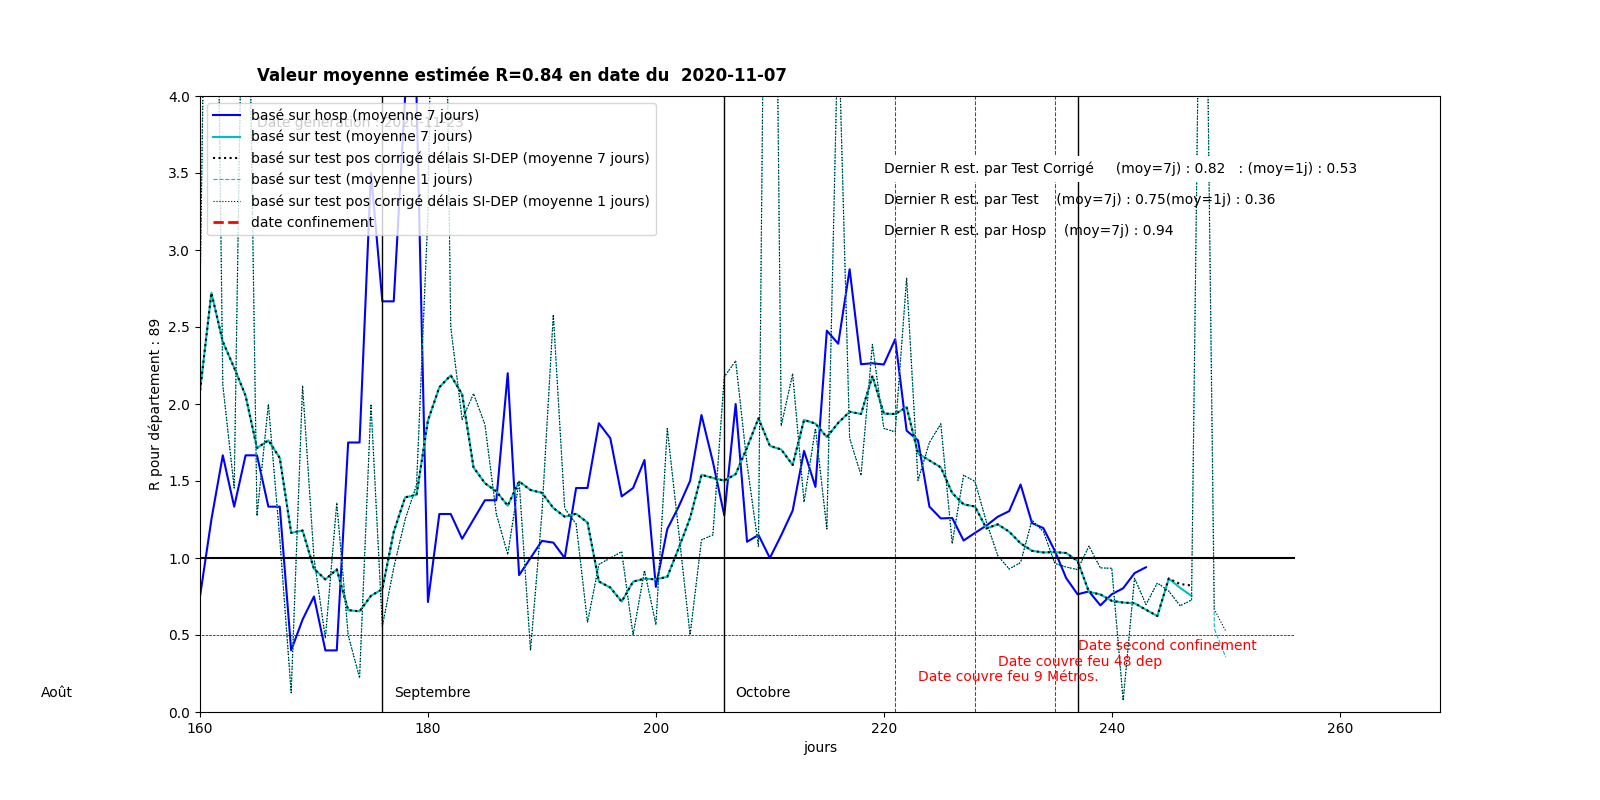 Valeur moyenne estimée R=0.84 en date du  2020-11-07
Date génération : 2020-11-23
basé sur hosp (moyenne 7 jours)
basé sur test (moyenne 7 jours)
basé sur test pos corrigé délais SI-DEP (moyenne 7 jours)
basé sur test (moyenne 1 jours)
basé sur test pos corrigé délais SI-DEP (moyenne 1 jours)
date confinement
Dernier R est. par Test Corrigé     (moy=7j) : 0.82   : (moy=1j) : 0.53
Dernier R est. par Test    (moy=7j) : 0.75(moy=1j) : 0.36
Dernier R est. par Hosp    (moy=7j) : 0.94
R pour département : 89
4.0
3.5
3.0
2.5
2.0
1.5
1.0
0.5
0.0
Date second confinement
Date couvre feu 48 dep
Date couvre feu 9 Métros.
Août
Septembre
Octobre
160 180 200 220 240 260
jours